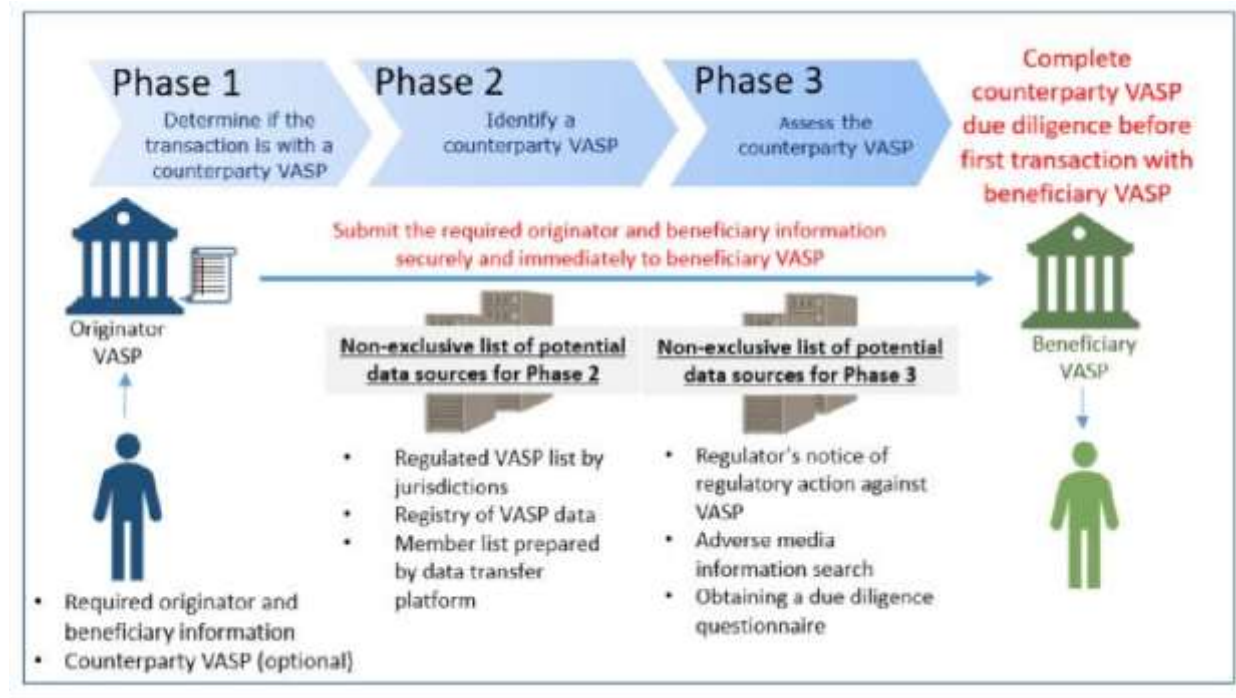 Phase 1
Determine if the
transaction is with a
counterparty VASP
Phase 2
Identify a
counterparty VASP
Phase 3
Assess the
counterparty VASP
Complete
counterparty VASP
due diligence before
first transaction with
beneficiary VASP
Submit the required originator and beneficiary information
securely and immediately to beneficiary VASP
Originator
VASP
Beneficiary
VASP
Non-exclusive list of potential
data sources for Phase 2
• Regulated VASP list by
jurisdictions
• Registry of VASP data
• Member list prepared
by data transfer
platform
Non-exclusive list of potential
data sources for Phase 3
• Regulator's notice of
regulatory action against
VASP
• Adverse media
information search
• Obtaining a due diligence
questionnaire
• Required originator and
beneficiary information
• Counterparty VASP (optional)